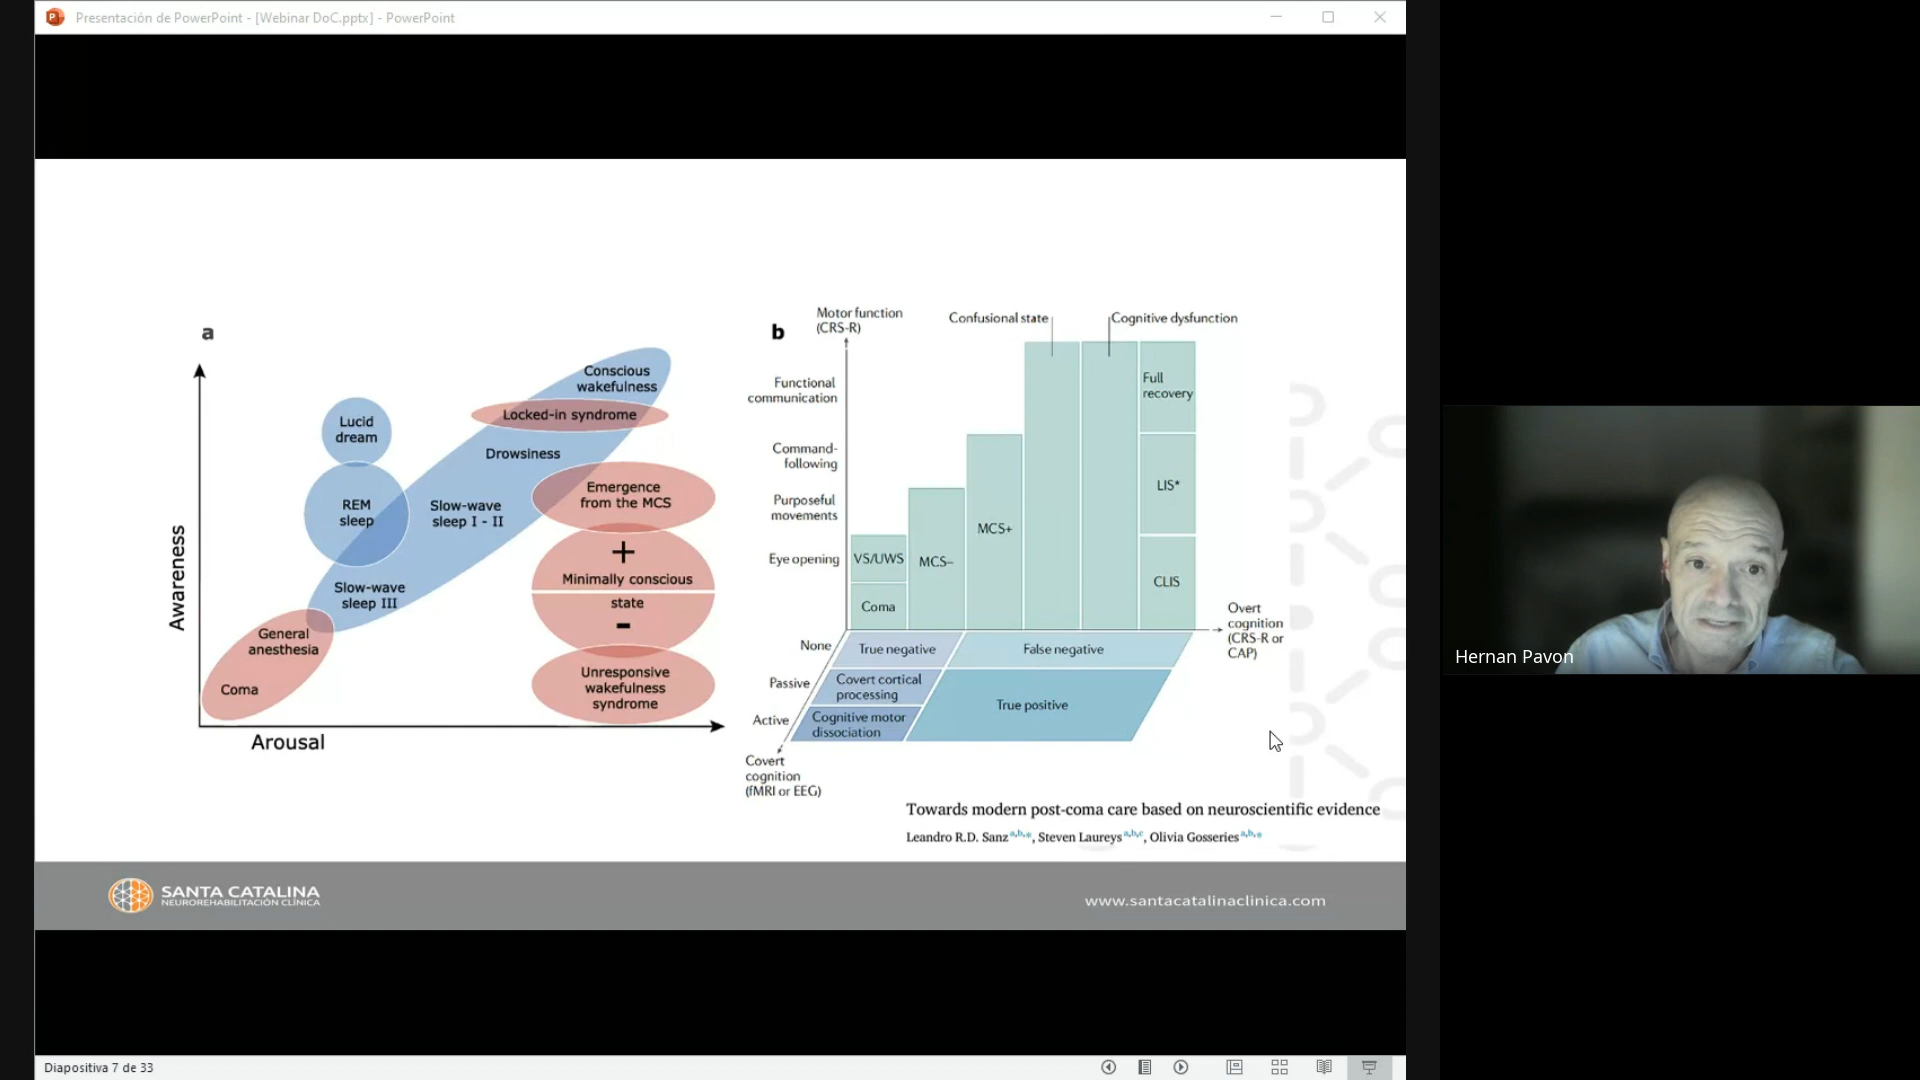 Presentación de PowerPoint - [Webinar DoC.pptx] - PowerPoint
a
Awareness
Arousal
Conscious
wakefulness
Locked-in syndrome
Lucid
dream
Drowsiness
REM
sleep
Slow-wave
sleep I - II
Emergence
from the MCS
+
Minimally conscious
state
-
Slow-wave
sleep III
General
anesthesia
Coma
Unresponsive
wakefulness
syndrome
b
Motor function
(CRS-R)
Confusional state
Cognitive dysfunction
Functional
communication
Command-
following
Purposeful
movements
Eye opening
VS/UWS
Coma
MCS–
MCS+
Full
recovery
LIS*
CLIS
Overt
cognition
(CRS-R or
CAP)
None
Passive
Active
True negative
False negative
Covert cortical
processing
Cognitive motor
dissociation
True positive
Covert
cognition
(fMRI or EEG)
Towards modern post-coma care based on neuroscientific evidence
Leandro R.D. Sanz a,b,*, Steven Laureys a,b,c, Olivia Gosseries a,b,*
SANTA CATALINA
NEUROREHABILITACIÓN CLÍNICA
www.santacatalinaclinica.com
Diapositiva 7 de 33
Hernan Pavon